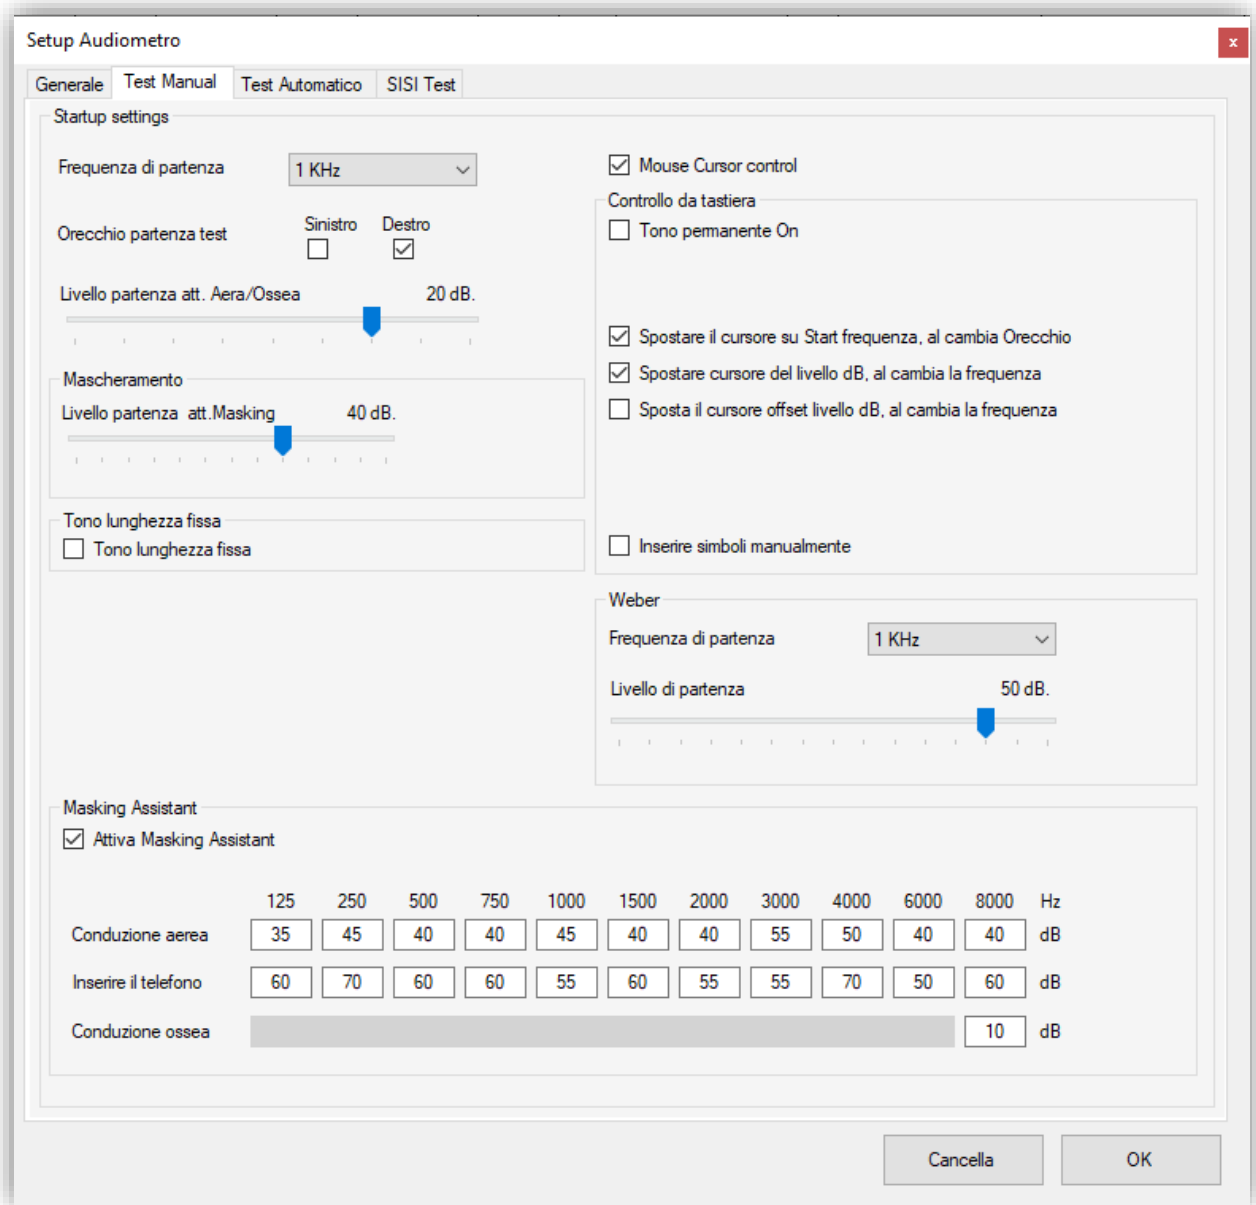 Setup Audiometro
x
Generale Test Manual Test Automatico SISI Test
Startup settings
Frequenza di partenza 1 KHz
Orecchio partenza test Sinistro Destro
Livello partenza att. Aera/Ossea 20 dB.
Mascheramento
Livello partenza att.Masking 40 dB.
Tono lunghezza fissa
Tono lunghezza fissa
Mouse Cursor control
Controllo da tastiera
Tono permanente On
Spostare il cursore su Start frequenza, al cambia Orecchio
Spostare cursore del livello dB, al cambia la frequenza
Sposta il cursore offset livello dB, al cambia la frequenza
Inserire simboli manualmente
Weber
Frequenza di partenza 1 KHz
Livello di partenza 50 dB.
Masking Assistant
Attiva Masking Assistant
125 250 500 750 1000 1500 2000 3000 4000 6000 8000 Hz
Conduzione aerea 35 45 40 40 45 40 40 55 50 40 40 dB
Inserire il telefono 60 70 60 60 55 60 55 55 70 50 60 dB
Conduzione ossea 10 dB
Cancella OK